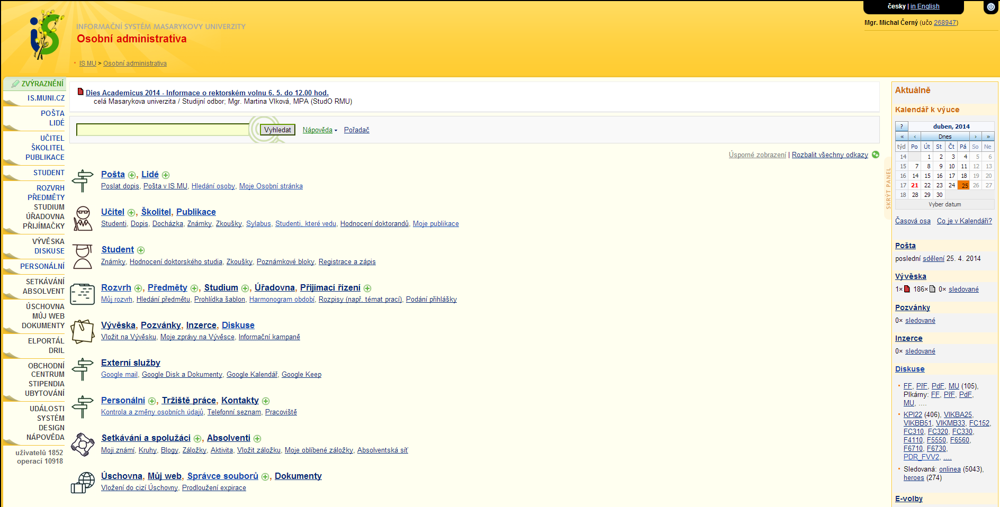 česky | in English
Mgr. Michal Černý (učo 268947)
iS
INFORMAČNÍ SYSTÉM MASARYKOVY UNIVERZITY
Osobní administrativa
IS MU > Osobní administrativa
ZVÝRAZNĚNÍ
IS.MUNI.CZ
POŠTA
LIDÉ
UČITEL
ŠKOLITEL
PUBLIKACE
STUDENT
ROZVRH
PŘEDMĚTY
STUDIUM
ÚŘADOVNA
PŘIJÍMAČKY
VÝVĚSKA
DISKUSE
PERSONÁLNÍ
SETKÁVÁNÍ
ABSOLVENT
ÚSCHOVNA
MŮJ WEB
DOKUMENTY
ELPORTÁL
DRIL
OBCHODNÍ
CENTRUM
STIPENDIA
UBYTOVÁNÍ
UDÁLOSTI
SYSTÉM
DESIGN
NÁPOVĚDA
uživatelů 1852
operací 10918
Dies Academicus 2014 - Informace o rektorském volnu 6. 5. do 12.00 hod.
celá Masarykova univerzita / Studijní odbor; Mgr. Martina Vlková, MPA (StudO RMU)
Vyhledat Nápověda Pořadač
Úsporné zobrazení | Rozbalit všechny odkazy
Pošta, Lidé
Poslat dopis, Pošta v IS MU, Hledání osoby, Moje Osobní stránka
Učitel, Školitel, Publikace
Studenti, Dopis, Docházka, Známky, Zkoušky, Sylabus, Studenti, které vedu, Hodnocení doktorandů, Moje publikace
Student
Známky, Hodnocení doktorského studia, Zkoušky, Poznámkové bloky, Registrace a zápis
Rozvrh, Předměty, Studium, Úřadovna, Přijímací řízení
Můj rozvrh, Hledání předmětu, Prohlídka šablon, Harmonogram období, Rozpisy (např. témat prací), Podání přihlášky
Vývěska, Pozvánky, Inzerce, Diskuse
Vložit na Vývěsku, Moje zprávy na Vývěsce, Informační kampaně
Externí služby
Google mail, Google Disk a Dokumenty, Google Kalendář, Google Keep
Personální, Tržiště práce, Kontakty
Kontrola a změny osobních údajů, Telefonní seznam, Pracoviště
Setkávání a spolužáci, Absolventi
Moji známí, Kruhy, Blogy, Záložky, Aktivita, Vložit záložku, Moje oblíbené záložky, Absolventská síť
Úschovna, Můj web, Správce souborů, Dokumenty
Vložení do cizí Úschovny, Prodloužení expirace
SKRÝT PANEL
Aktuálně
Kalendář k výuce
? duben, 2014
« ‹ Dnes › »
týd Po Út St Čt Pá So Ne
14 1 2 3 4 5 6
15 7 8 9 10 11 12 13
16 14 15 16 17 18 19 20
17 21 22 23 24 25 26 27
18 28 29 30
Vyber datum
Časová osa Co je v Kalendáři?
Pošta
poslední sdělení 25. 4. 2014
Vývěska
1× 186× 0× sledované
Pozvánky
0× sledované
Inzerce
0× sledované
Diskuse
FF, PřF, PdF, MU (105),
Plkárny: FF, PřF, PdF,
MU, ....
KPI22 (406), VIKBA25,
VIKBB51, VIKMB33, FC152,
FC310, FC320, FC330,
F4110, F5550, F6560,
F6710, F6730,
PDR_FVV2, ....
Sledovaná: onlinea (5043),
heroes (274)
E-volby